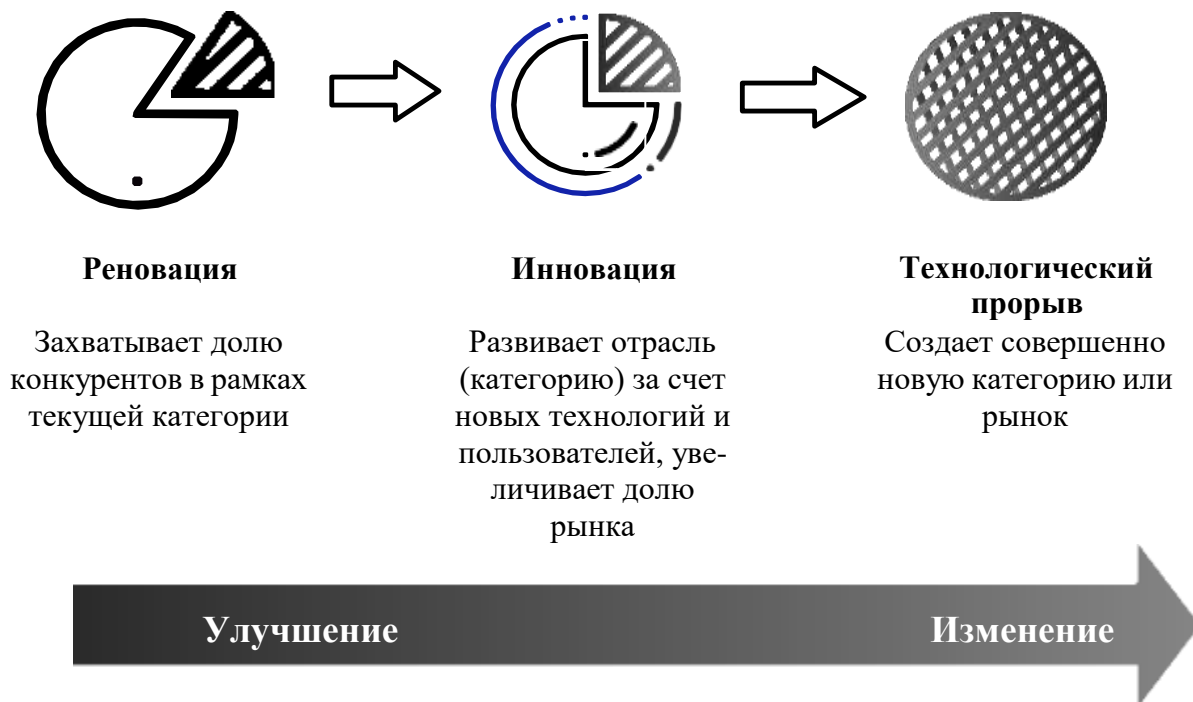 Реновация
Захватывает долю
конкурентов в рамках
текущей категории
Инновация
Развивает отрасль
(категорию) за счет
новых технологий и
пользователей, уве-
личивает долю
рынка
Технологический
прорыв
Создает совершенно
новую категорию или
рынок
Улучшение
Изменение